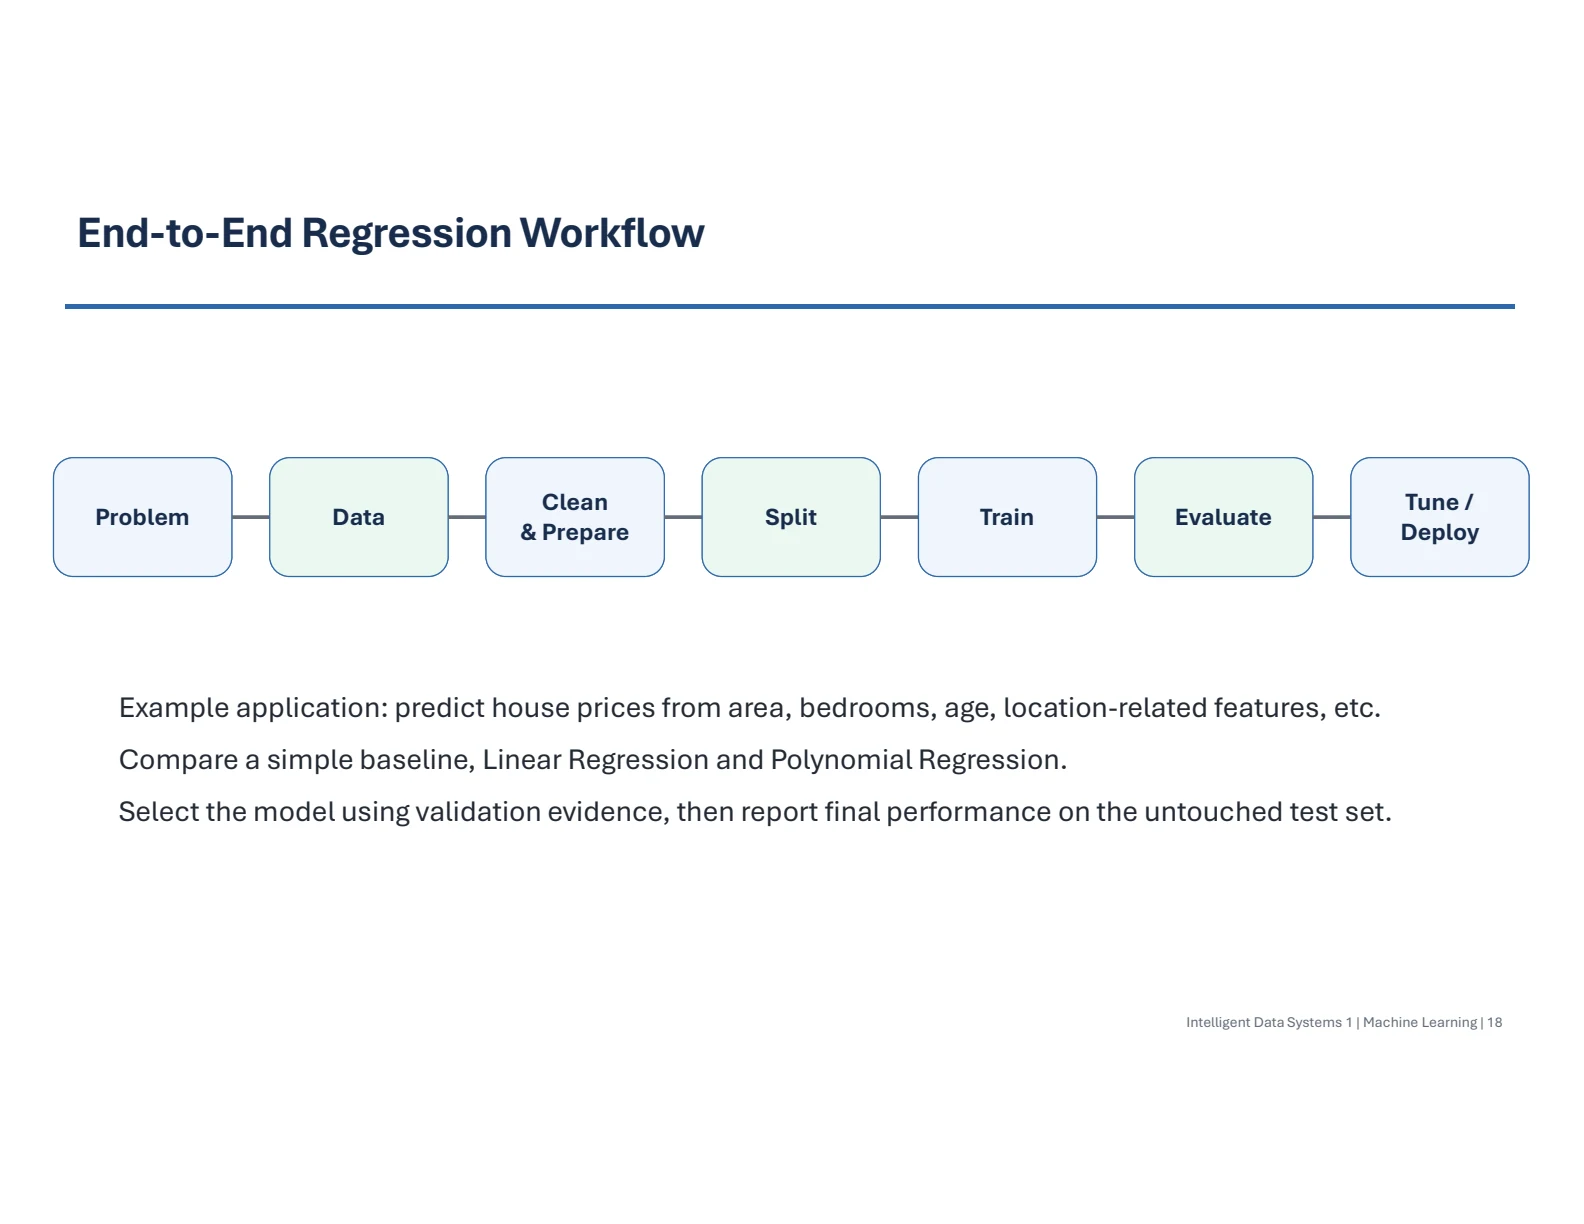 End-to-End Regression Workflow
Problem
Data
Clean
& Prepare
Split
Train
Evaluate
Tune /
Deploy
Example application: predict house prices from area, bedrooms, age, location-related features, etc.
Compare a simple baseline, Linear Regression and Polynomial Regression.
Select the model using validation evidence, then report final performance on the untouched test set.
Intelligent Data Systems 1 | Machine Learning | 18